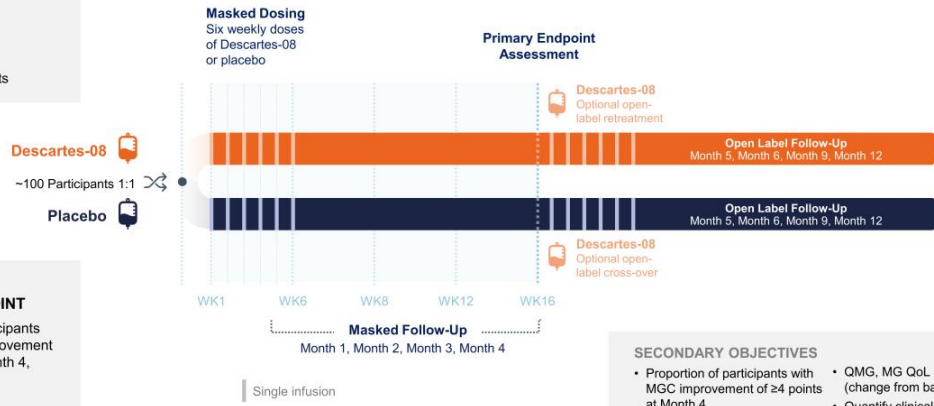 Masked Dosing
Six weekly doses
of Descartes-08
or placebo
Primary Endpoint
Assessment
ts
Descartes-08
Optional open-
label retreatment
Descartes-08
Open Label Follow-Up
Month 5, Month 6, Month 9, Month 12
~100 Participants 1:1
Placebo
Open Label Follow-Up
Month 5, Month 6, Month 9, Month 12
Descartes-08
Optional open-
label cross-over
WK1 WK6 WK8 WK12 WK16
Masked Follow-Up
Month 1, Month 2, Month 3, Month 4
Single infusion
INT
cipants
ovement
nth 4,
SECONDARY OBJECTIVES
• Proportion of participants with
MGC improvement of ≥4 points
at Month 4
• QMG, MG QoL
(change from ba
• Quantify clinical